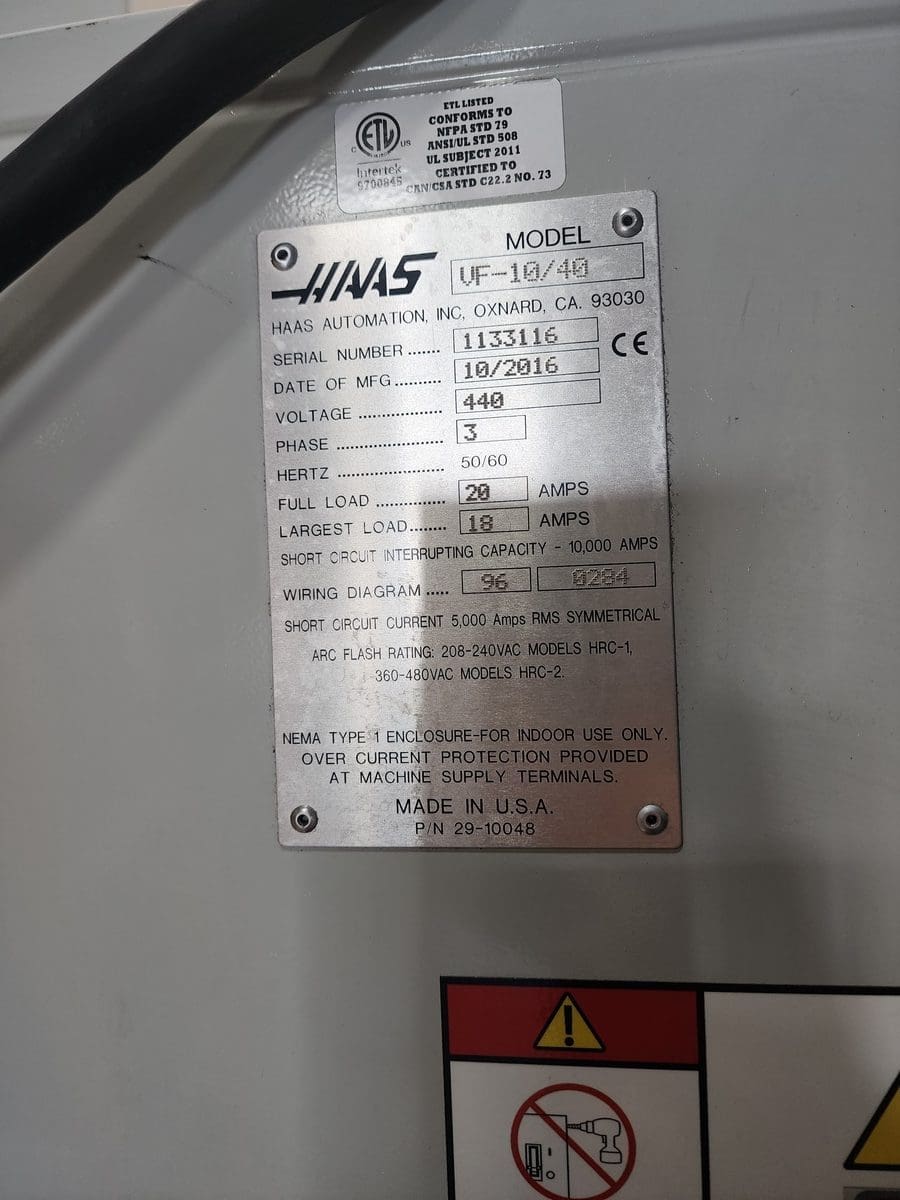 ETL LISTED
CONFORMS TO
NFPA STD 79
ANSI/UL STD 508
UL SUBJECT 2011
CERTIFIED TO
CAN/CSA STD C22.2 NO. 73
C ETL US
Intertek
9700845
MODEL
HAAS VF-10/40
HAAS AUTOMATION, INC, OXNARD, CA. 93030
SERIAL NUMBER ....... 1133116 CE
DATE OF MFG.......... 10/2016
VOLTAGE .................. 440
PHASE ....................... 3
HERTZ ....................... 50/60
FULL LOAD ............... 20 AMPS
LARGEST LOAD........ 18 AMPS
SHORT CRCUIT INTERRUPTING CAPACITY - 10,000 AMPS
WIRING DIAGRAM ..... 96 0284
SHORT CIRCUIT CURRENT 5,000 Amps RMS SYMMETRICAL
ARC FLASH RATING: 208-240VAC MODELS HRC-1,
360-480VAC MODELS HRC-2.
NEMA TYPE 1 ENCLOSURE-FOR INDOOR USE ONLY.
OVER CURRENT PROTECTION PROVIDED
AT MACHINE SUPPLY TERMINALS.
MADE IN U.S.A.
P/N 29-10048